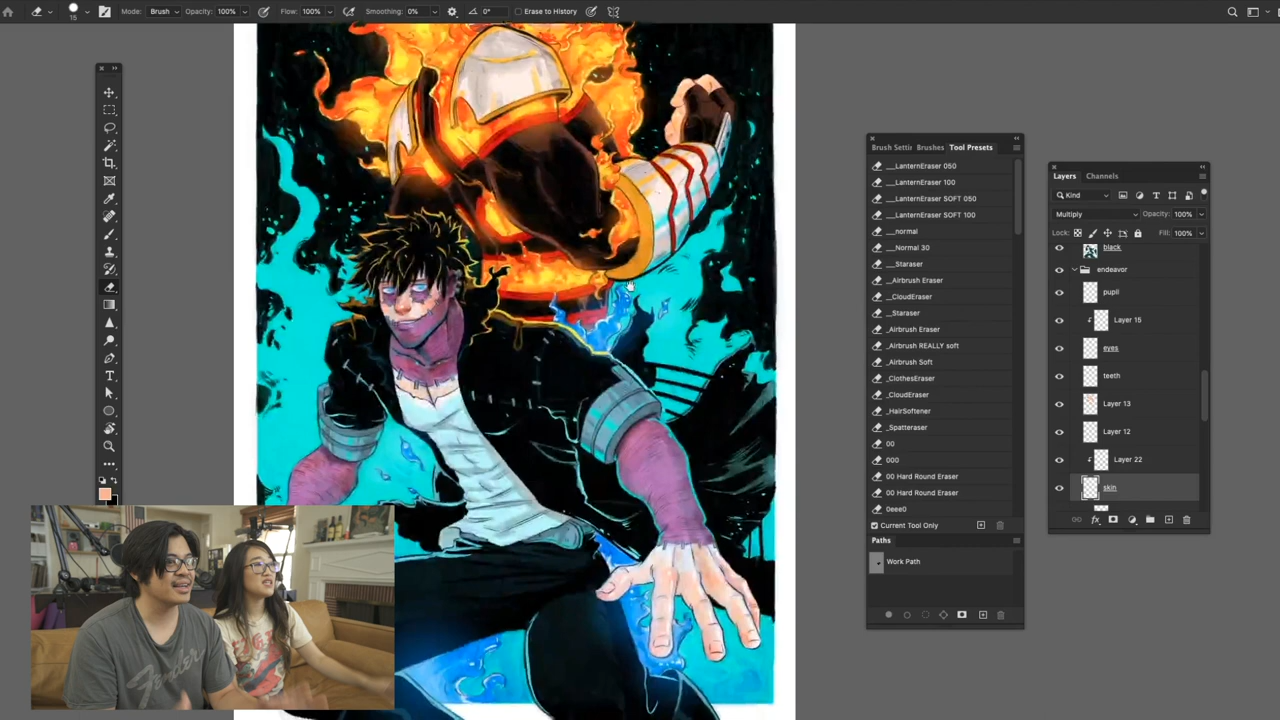 Mode: Brush Opacity: 100% Flow: 100% Smoothing: 0% 0° Erase to History
15
Brush Settin Brushes Tool Presets
__LanternEraser 050
__LanternEraser 100
__LanternEraser SOFT 050
__LanternEraser SOFT 100
__normal
__Normal 30
__Staraser
_Airbrush Eraser
_CloudEraser
_Staraser
_Airbrush Eraser
_Airbrush REALLY soft
_Airbrush Soft
_ClothesEraser
_CloudEraser
_HairSoftener
_Spatteraser
00
000
00 Hard Round Eraser
00 Hard Round Eraser
0eee0
Current Tool Only
Paths
Work Path
Layers Channels
Kind
Multiply Opacity: 100%
Lock: Fill: 100%
black
endeavor
pupil
Layer 15
eyes
teeth
Layer 13
Layer 12
Layer 22
skin
fx
Fender